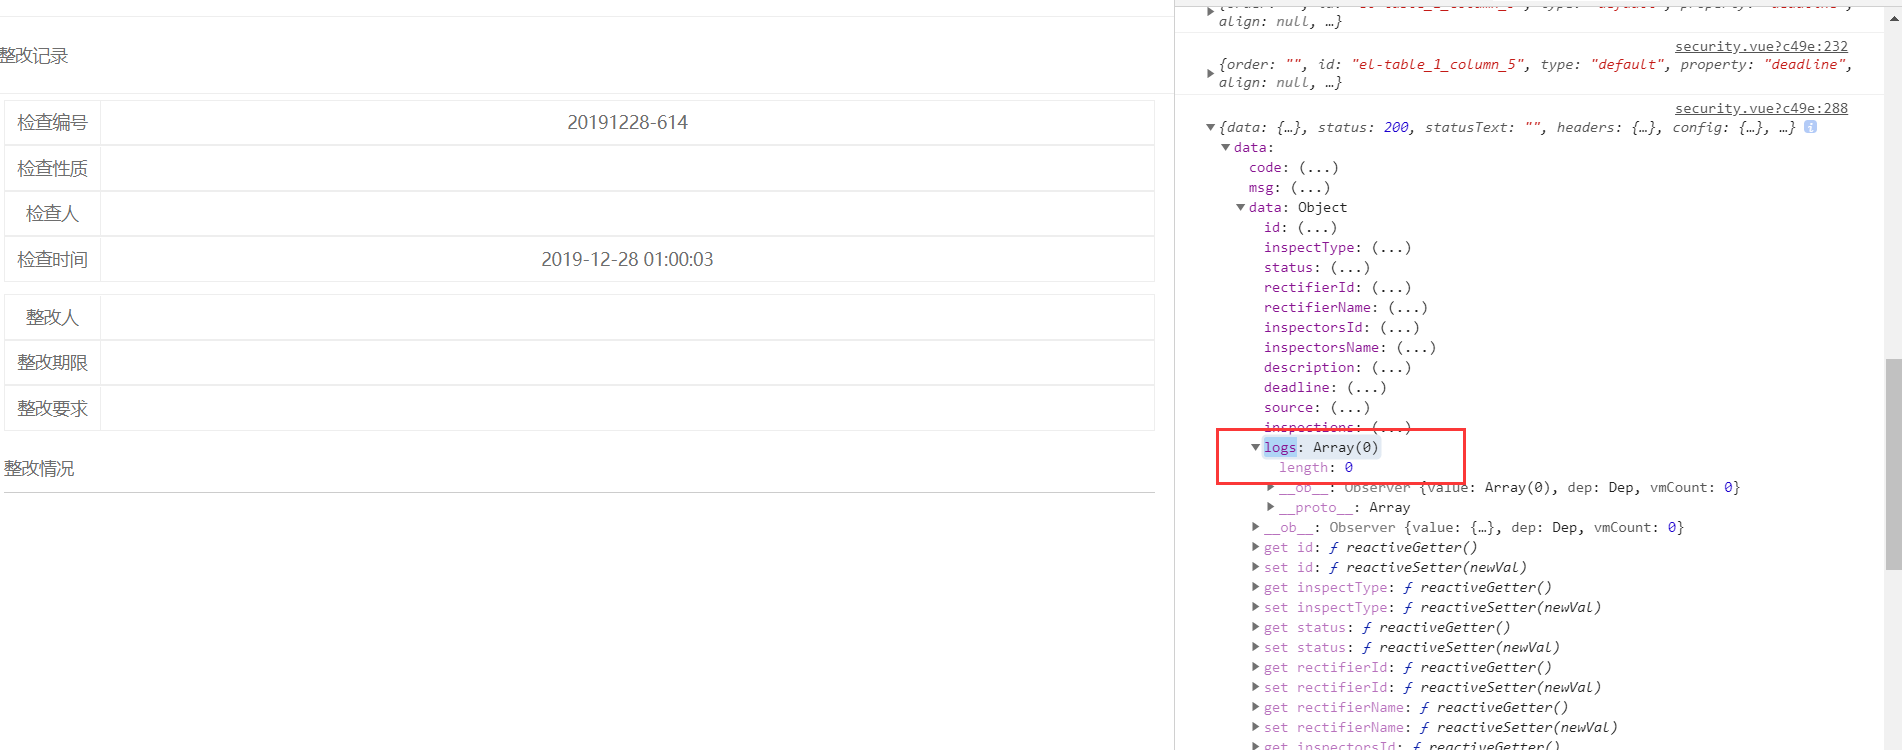 整改记录
检查编号 20191228-614
检查性质
检查人
检查时间 2019-12-28 01:00:03
整改人
整改期限
整改要求
整改情况
align: null, …}
security.vue?c49e:232
{order: "", id: "el-table_1_column_5", type: "default", property: "deadline",
align: null, …}
security.vue?c49e:288
{data: {…}, status: 200, statusText: "", headers: {…}, config: {…}, …}
data:
code: (...)
msg: (...)
data: Object
id: (...)
inspectType: (...)
status: (...)
rectifierId: (...)
rectifierName: (...)
inspectorsId: (...)
inspectorsName: (...)
description: (...)
deadline: (...)
source: (...)
inspections: (...)
logs: Array(0)
length: 0
__ob__: Observer {value: Array(0), dep: Dep, vmCount: 0}
__proto__: Array
__ob__: Observer {value: {…}, dep: Dep, vmCount: 0}
get id: ƒ reactiveGetter()
set id: ƒ reactiveSetter(newVal)
get inspectType: ƒ reactiveGetter()
set inspectType: ƒ reactiveSetter(newVal)
get status: ƒ reactiveGetter()
set status: ƒ reactiveSetter(newVal)
get rectifierId: ƒ reactiveGetter()
set rectifierId: ƒ reactiveSetter(newVal)
get rectifierName: ƒ reactiveGetter()
set rectifierName: ƒ reactiveSetter(newVal)
get inspectorsId: ƒ reactiveGetter()